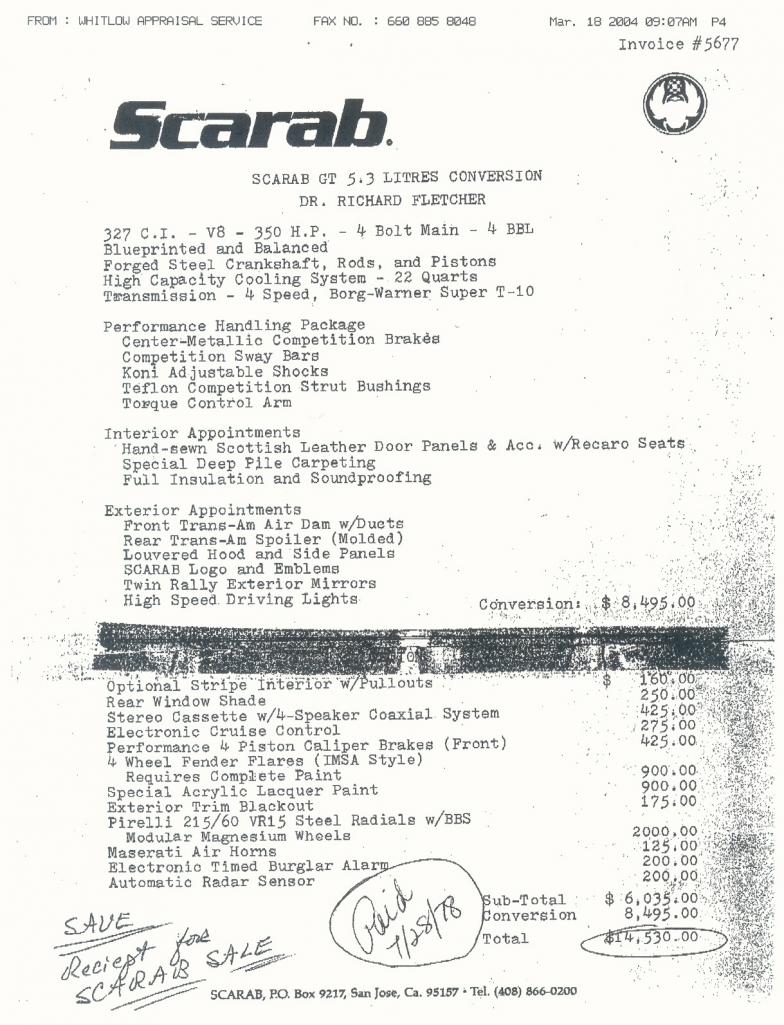 FROM : WHITLOW APPRAISAL SERVICE FAX NO. : 660 885 8048 Mar. 18 2004 09:07AM P4
Invoice #5677
Scarab.
SCARAB GT 5.3 LITRES CONVERSION
DR. RICHARD FLETCHER
327 C.I. - V8 - 350 H.P. - 4 Bolt Main - 4 BBL
Blueprinted and Balanced
Forged Steel Crankshaft, Rods, and Pistons
High Capacity Cooling System - 22 Quarts
Transmission - 4 Speed, Borg-Warner Super T-10
Performance Handling Package
Center-Metallic Competition Brakes
Competition Sway Bars
Koni Adjustable Shocks
Teflon Competition Strut Bushings
Torque Control Arm
Interior Appointments
Hand-sewn Scottish Leather Door Panels & Acc. w/Recaro Seats
Special Deep Pile Carpeting
Full Insulation and Soundproofing
Exterior Appointments
Front Trans-Am Air Dam w/Ducts
Rear Trans-Am Spoiler (Molded)
Louvered Hood and Side Panels
SCARAB Logo and Emblems
Twin Rally Exterior Mirrors
High Speed Driving Lights Conversion: $ 8,495.00
Optional Stripe Interior w/Pullouts $ 160.00
Rear Window Shade 250.00
Stereo Cassette w/4-Speaker Coaxial System 425.00
Electronic Cruise Control 275.00
Performance 4 Piston Caliper Brakes (Front) 425.00
4 Wheel Fender Flares (IMSA Style)
Requires Complete Paint 900.00
Special Acrylic Lacquer Paint 900.00
Exterior Trim Blackout 175.00
Pirelli 215/60 VR15 Steel Radials w/BBS
Modular Magnesium Wheels 2000.00
Maserati Air Horns 125.00
Electronic Timed Burglar Alarm 200.00
Automatic Radar Sensor 200.00
Sub-Total $ 6,035.00
Conversion 8,495.00
Total $14,530.00
Paid
7/28/78
SAVE
Reciept for
SCARAB SALE
SCARAB, P.O. Box 9217, San Jose, Ca. 95157 • Tel. (408) 866-0200